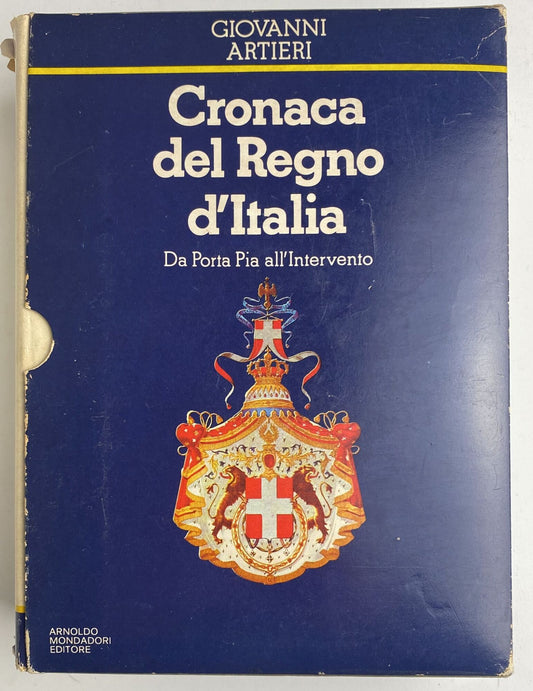 GIOVANNI
ARTIERI
Cronaca
del Regno
d'Italia
Da Porta Pia all'Intervento
ARNOLDO
MONDADORI
EDITORE